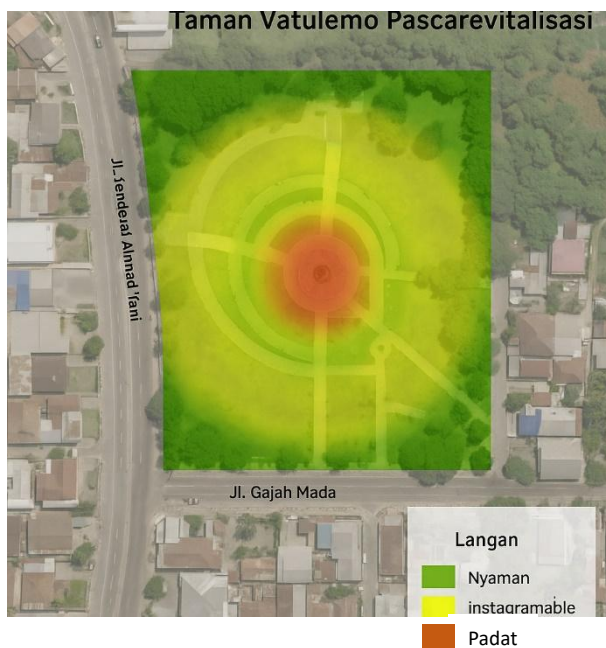 Taman Vatulemo Pascarevitalisasi
Jl. Jenderal Ahmad Yani
Jl. Gajah Mada
Langan
Nyaman
instagramable
Padat